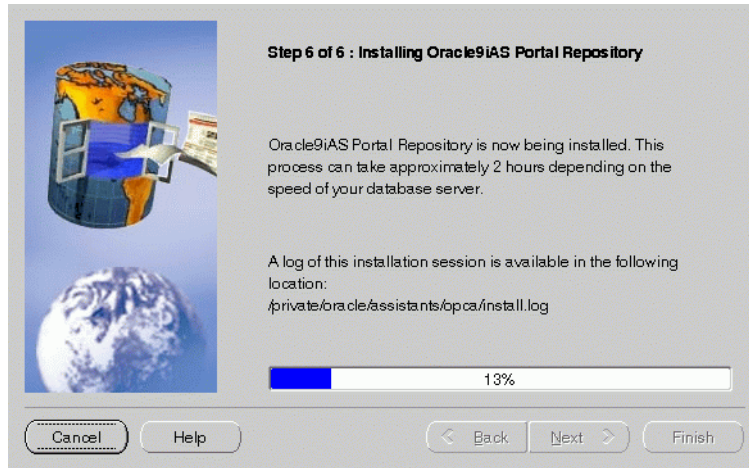 Step 6 of 6 : Installing Oracle9iAS Portal Repository
Oracle9iAS Portal Repository is now being installed. This
process can take approximately 2 hours depending on the
speed of your database server.
A log of this installation session is available in the following
location:
/private/oracle/assistants/opca/install.log
13%
Cancel
Help
Back
Next
Finish